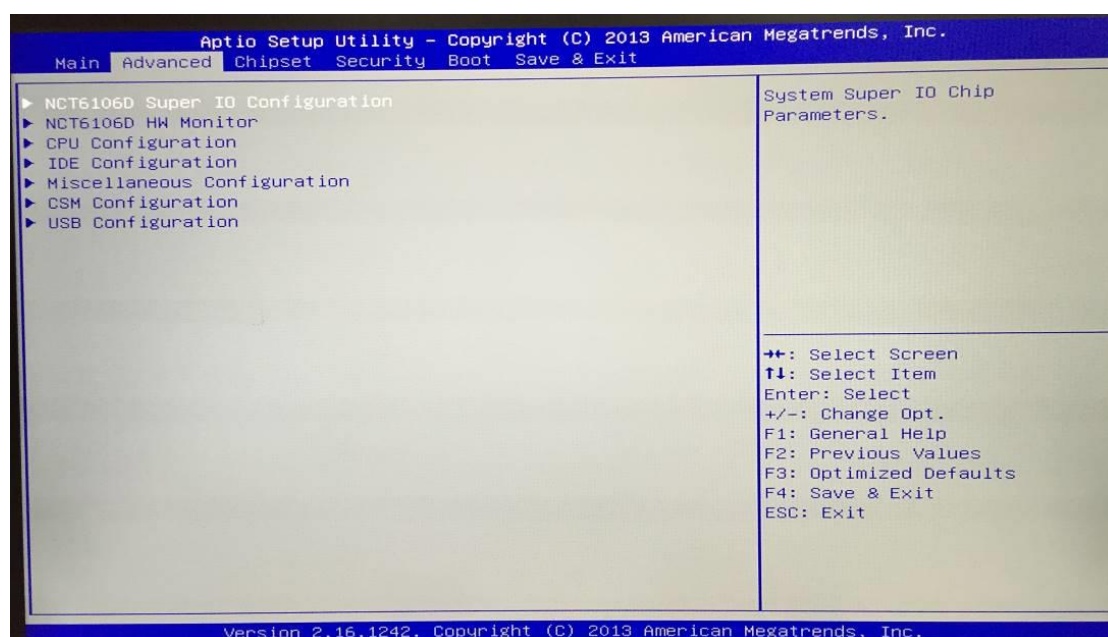 Aptio Setup Utility – Copyright (C) 2013 American Megatrends, Inc.
Main Advanced Chipset Security Boot Save & Exit
▶ NCT6106D Super IO Configuration
▶ NCT6106D HW Monitor
▶ CPU Configuration
▶ IDE Configuration
▶ Miscellaneous Configuration
▶ CSM Configuration
▶ USB Configuration
System Super IO Chip
Parameters.
→←: Select Screen
↑↓: Select Item
Enter: Select
+/-: Change Opt.
F1: General Help
F2: Previous Values
F3: Optimized Defaults
F4: Save & Exit
ESC: Exit
Version 2.16.1242. Copyright (C) 2013 American Megatrends, Inc.